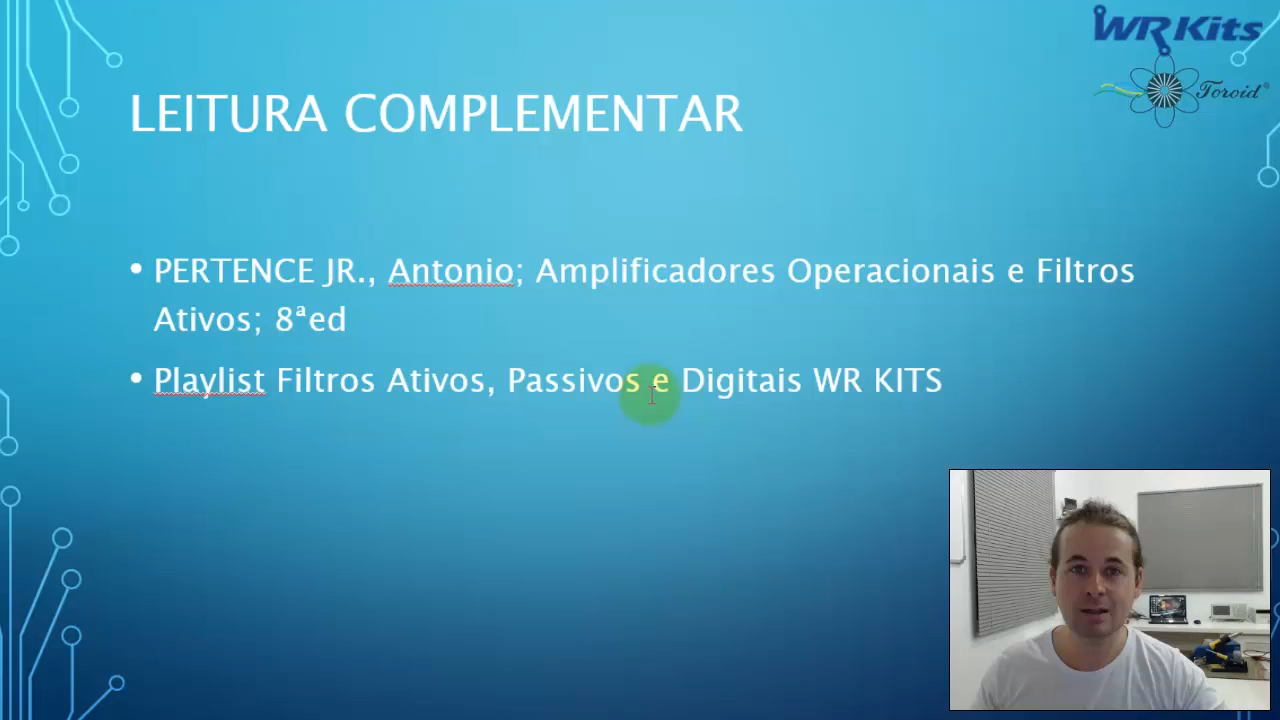 WR Kits
Toroid®
LEITURA COMPLEMENTAR
• PERTENCE JR., Antonio; Amplificadores Operacionais e Filtros
Ativos; 8ªed
• Playlist Filtros Ativos, Passivos e Digitais WR KITS